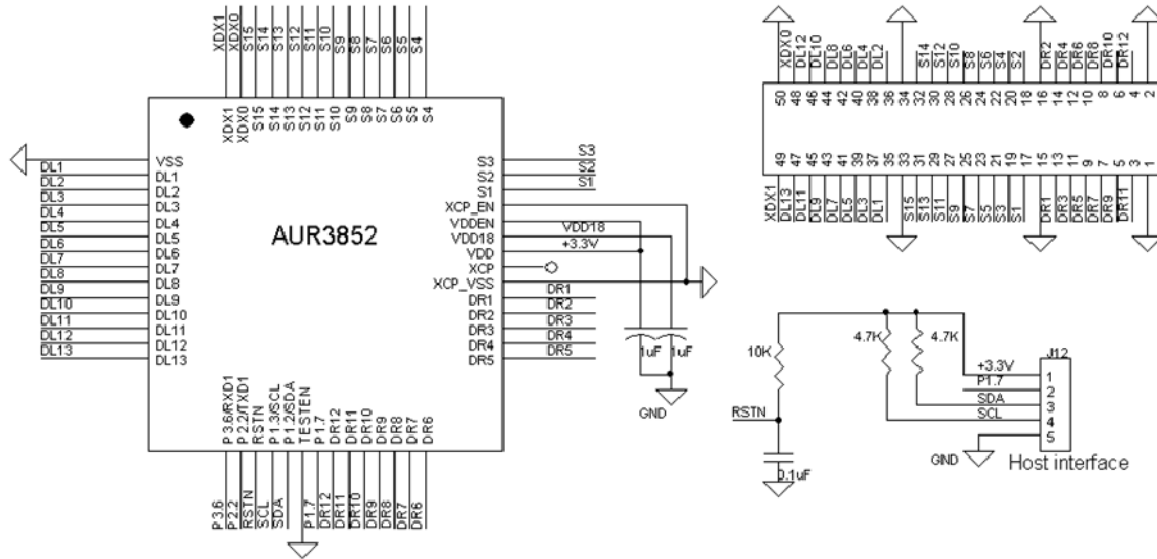 XDX1 XDX0 S15 S14 S13 S12 S11 S10 S9 S8 S7 S6 S5 S4
XDX1 XDX0 S15 S14 S13 S12 S11 S10 S9 S8 S7 S6 S5 S4
DL1
DL2
DL3
DL4
DL5
DL6
DL7
DL8
DL9
DL10
DL11
DL12
DL13
VSS
DL1
DL2
DL3
DL4
DL5
DL6
DL7
DL8
DL9
DL10
DL11
DL12
DL13
AUR3852
S3
S2
S1
XCP_EN
VDDEN
VDD18
VDD
XCP
XCP_VSS
DR1
DR2
DR3
DR4
DR5
S3
S2
S1
VDD18
+3.3V
DR1
DR2
DR3
DR4
DR5
1uF 1uF
GND
P3.6/RXD1 P2.2/TXD1 RSTN P1.3/SCL P1.2/SDA TESTEN P1.7 DR12 DR11 DR10 DR9 DR8 DR7 DR6
P3.6 P2.2 RSTN SCL SDA P1.7 DR12 DR11 DR10 DR9 DR8 DR7 DR6
XDX0 DL12 DL10 DL8 DL6 DL4 DL2 S14 S12 S10 S8 S6 S4 S2 DR2 DR4 DR6 DR8 DR10 DR12
50 48 46 44 42 40 38 36 34 32 30 28 26 24 22 20 18 16 14 12 10 8 6 4 2
49 47 45 43 41 39 37 35 33 31 29 27 25 23 21 19 17 15 13 11 9 7 5 3 1
XDX1 DL13 DL11 DL9 DL7 DL5 DL3 DL1 S15 S13 S11 S9 S7 S5 S3 S1 DR1 DR3 DR5 DR7 DR9 DR11
10K
4.7K
4.7K
J12
+3.3V 1
P1.7 2
SDA 3
SCL 4
5
RSTN
0.1uF
GND
Host interface